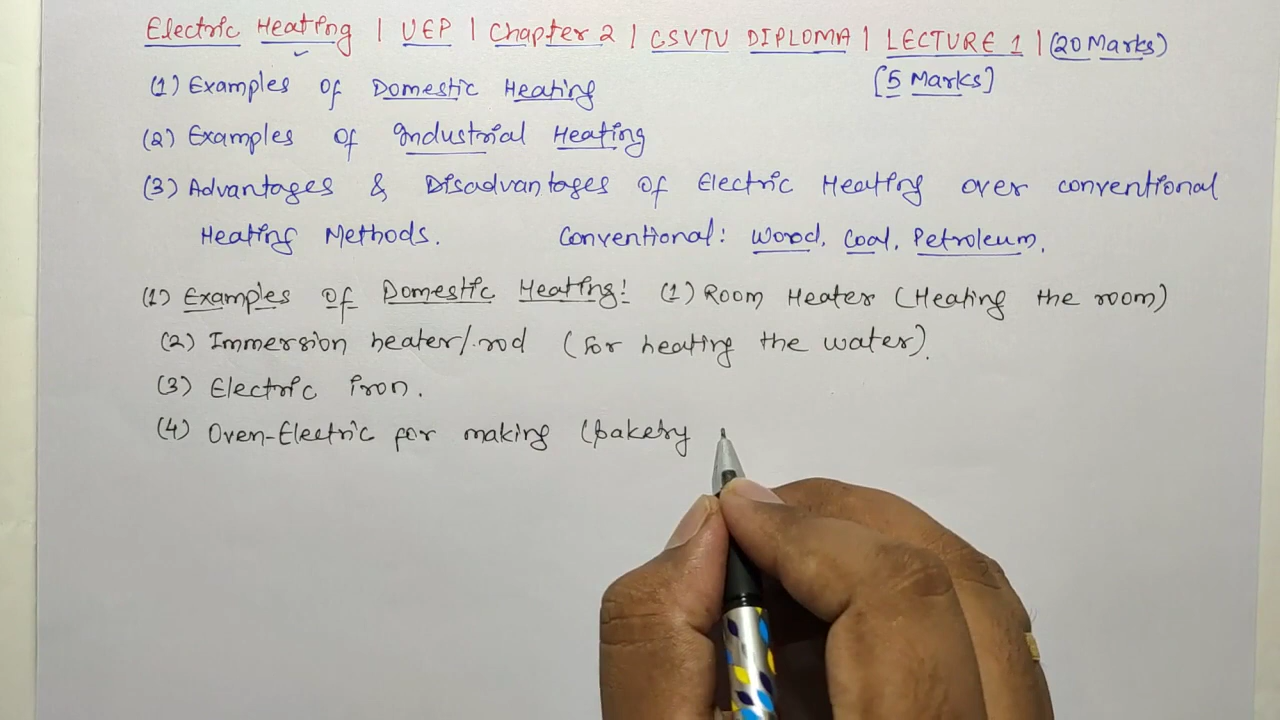 Electric Heating | UEP | Chapter 2 | CSVTU DIPLOMA | LECTURE 1 | (20 Marks)
[5 Marks]
(1) Examples of Domestic Heating
(2) Examples of Industrial Heating
(3) Advantages & Disadvantages of Electric Heating over conventional
Heating Methods. Conventional: Wood, Coal, Petroleum.
(1) Examples of Domestic Heating: (1) Room Heater (Heating the room)
(2) Immersion heater/rod (for heating the water).
(3) Electric iron.
(4) Oven-Electric for making (bakery